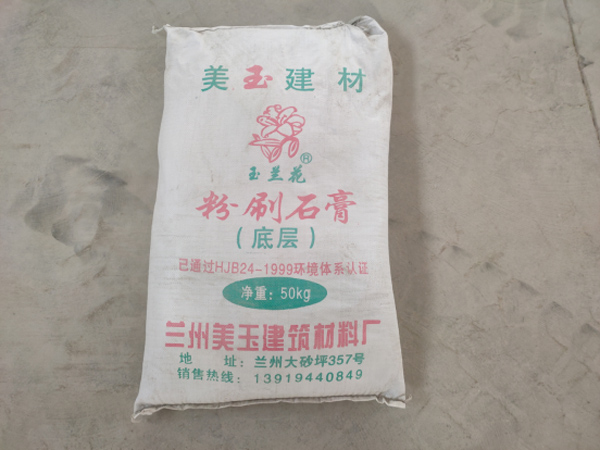 美玉建材
®
玉兰花
粉刷石膏
（底层）
已通过HJB24-1999环境体系认证
净重：50kg
兰州美玉建筑材料厂
地 址：兰州大砂坪357号
销售热线：13919440849